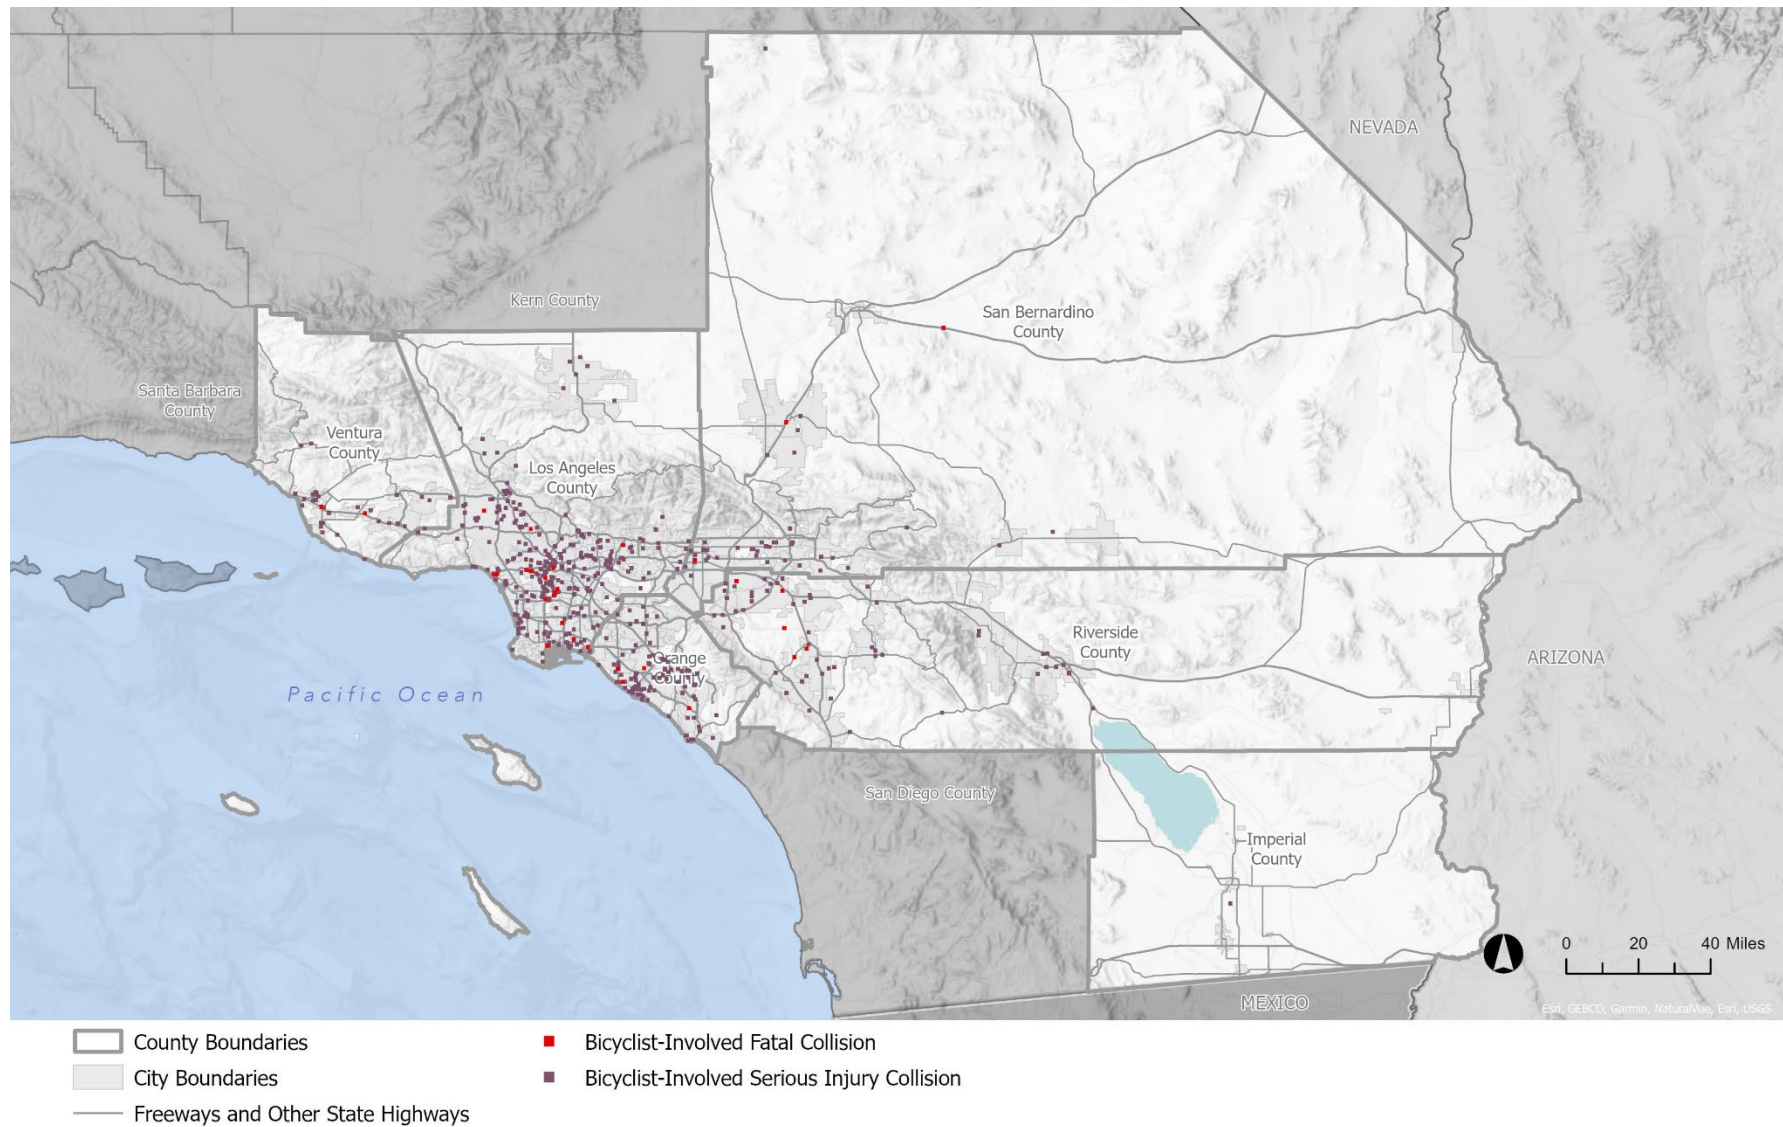 NEVADA
Kern County
San Bernardino
County
Santa Barbara
County
Ventura
County
Los Angeles
County
Riverside
County
ARIZONA
Orange
County
Pacific Ocean
San Diego County
Imperial
County
0 20 40 Miles
MEXICO
Esri, GEBCO, Garmin, NaturalVue, Esri, USGS
County Boundaries
City Boundaries
Freeways and Other State Highways
Bicyclist-Involved Fatal Collision
Bicyclist-Involved Serious Injury Collision